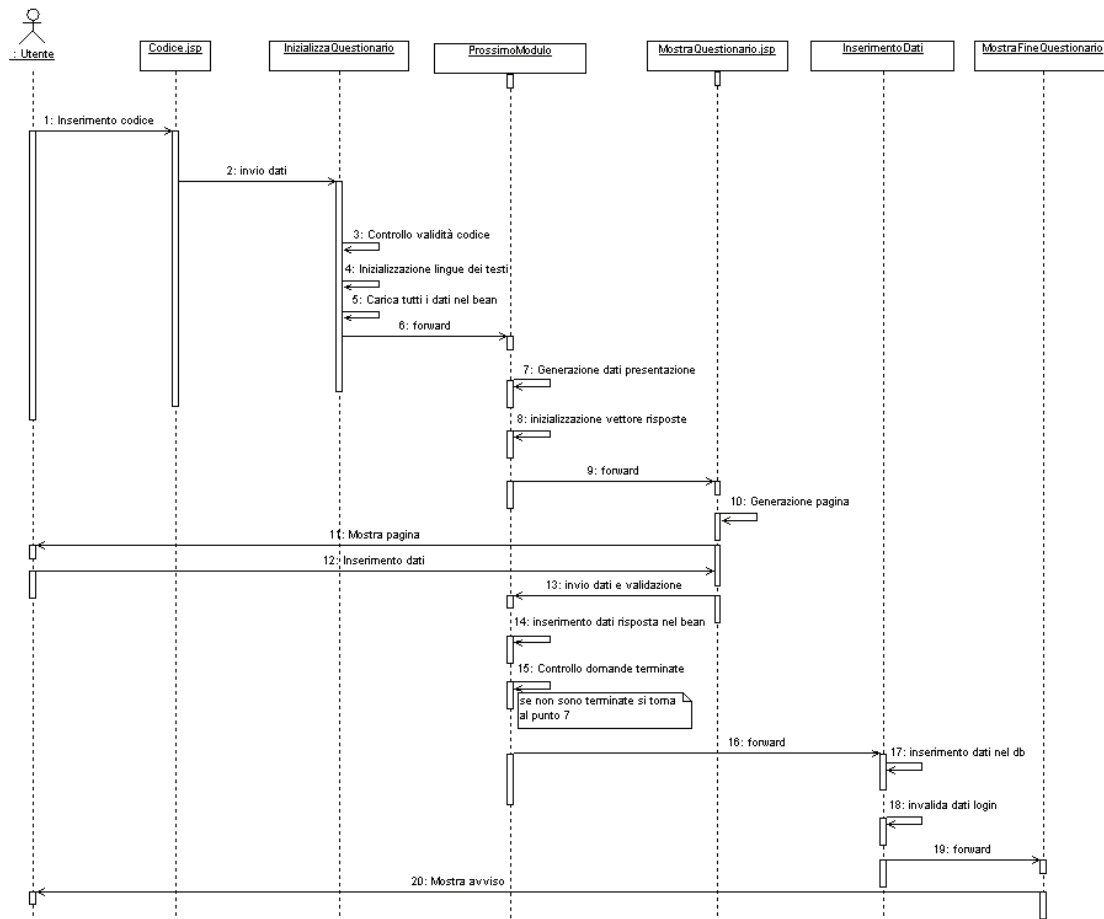 : Utente
Codice.jsp
InizializzaQuestionario
ProssimoModulo
MostraQuestionario.jsp
InserimentoDati
MostraFineQuestionario
1: Inserimento codice
2: invio dati
3: Controllo validità codice
4: Inizializzazione lingue dei testi
5: Carica tutti i dati nel bean
6: forward
7: Generazione dati presentazione
8: inizializzazione vettore risposte
9: forward
10: Generazione pagina
11: Mostra pagina
12: Inserimento dati
13: invio dati e validazione
14: inserimento dati risposta nel bean
15: Controllo domande terminate
se non sono terminate si torna
al punto 7
16: forward
17: inserimento dati nel db
18: invalida dati login
19: forward
20: Mostra avviso